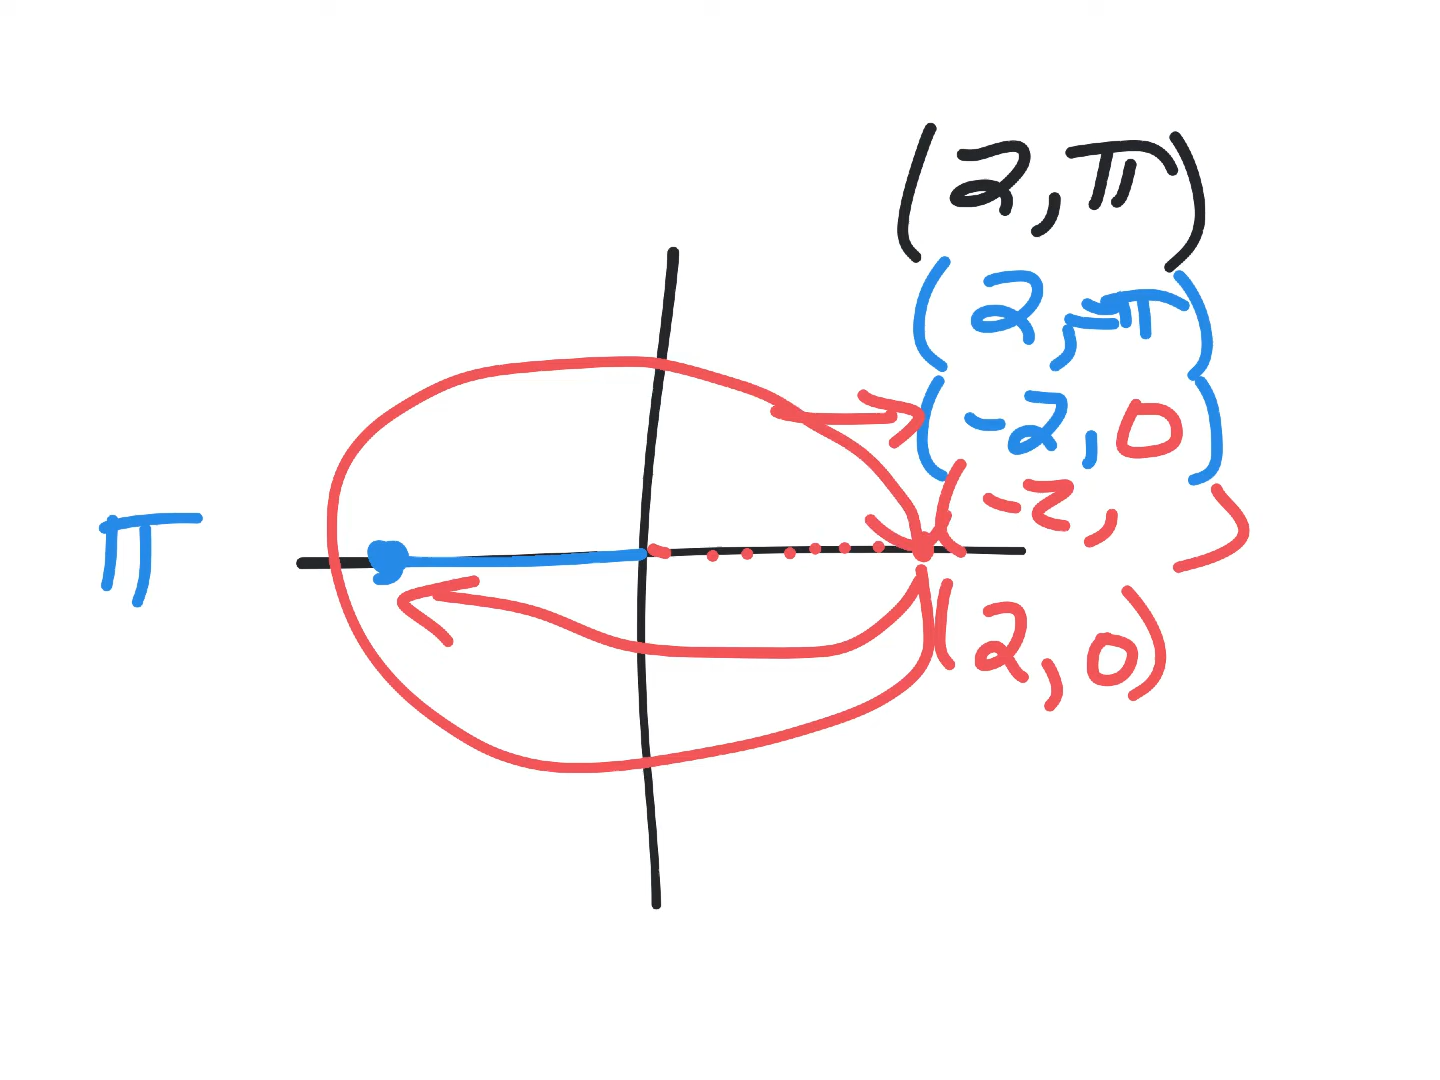 (2, π)
(2, -π)
(-2, 0)
(-2, )
π
(2, 0)